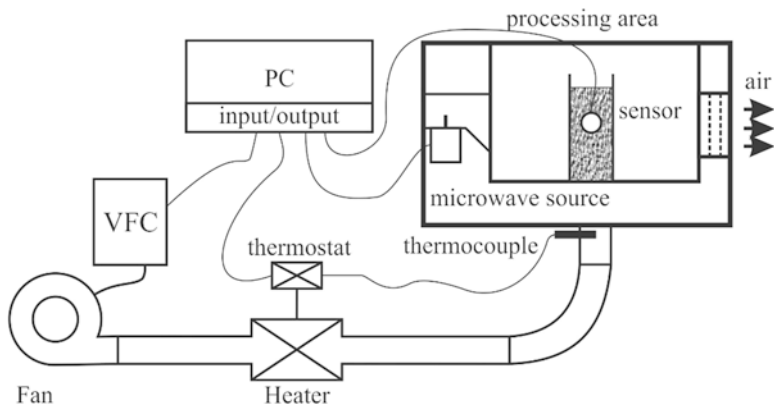 processing area
PC
input/output
air
sensor
microwave source
VFC
thermostat
thermocouple
Fan
Heater